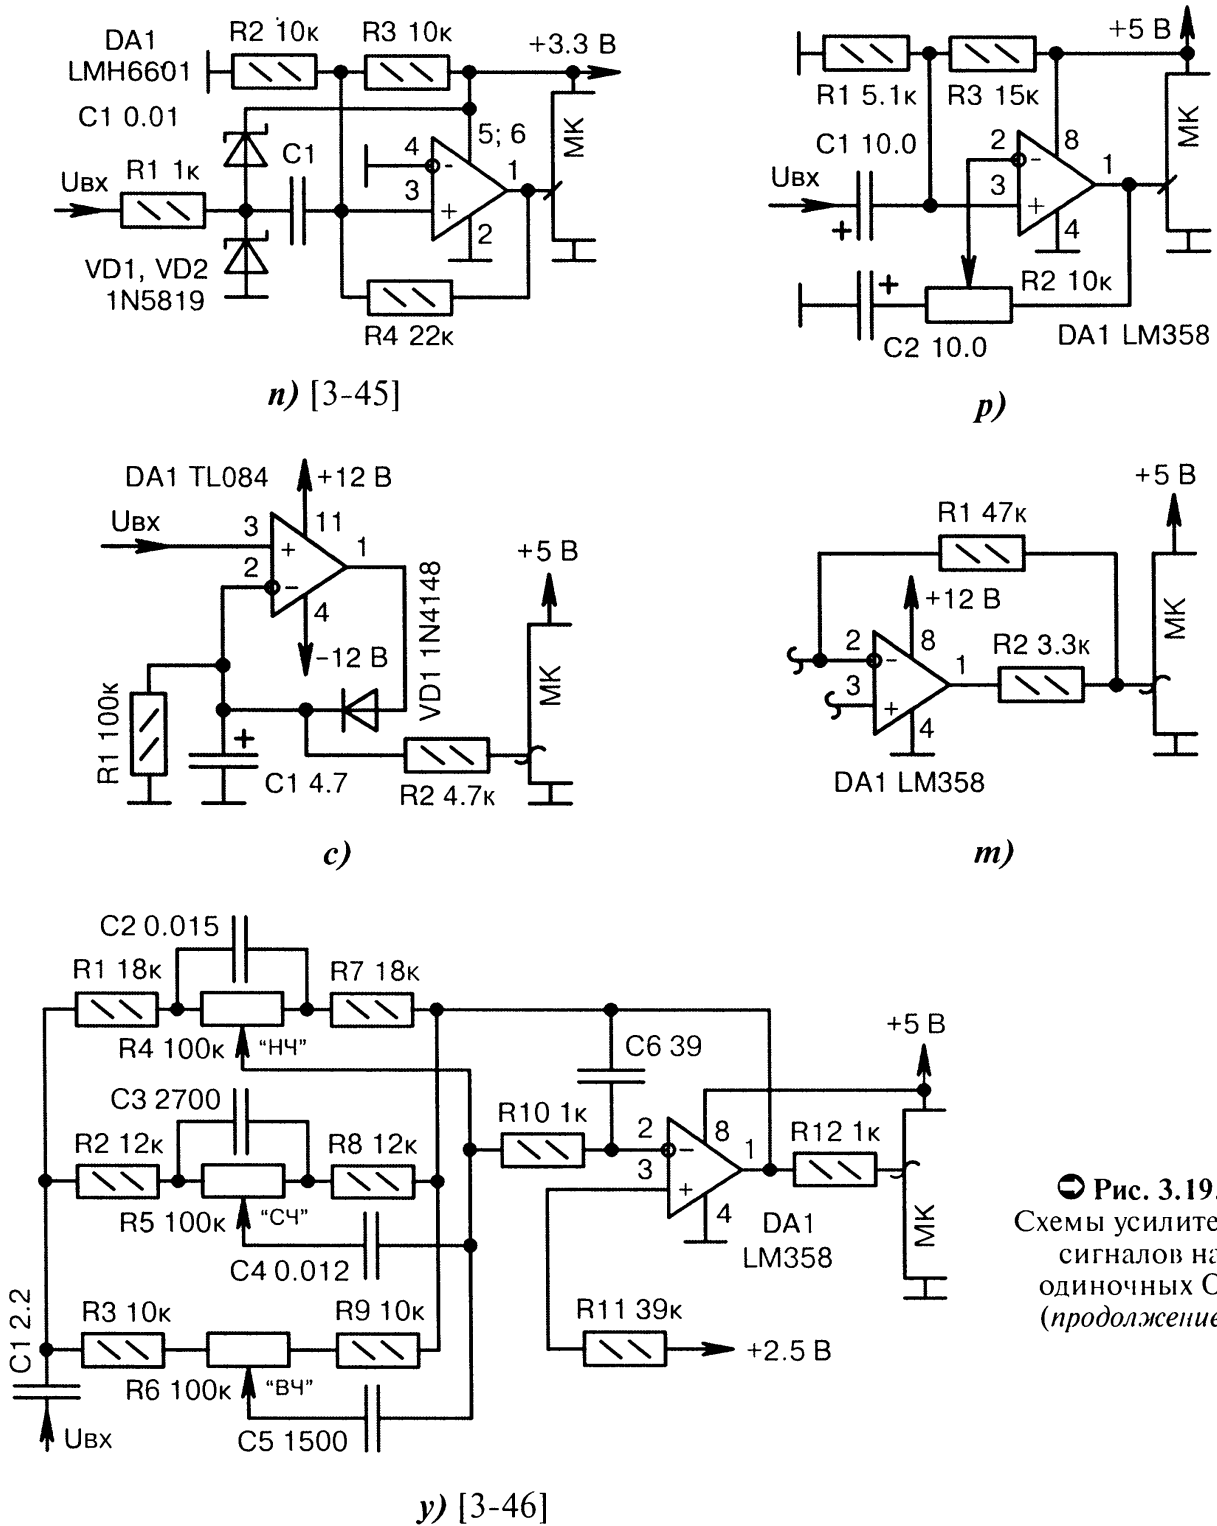 DA1
LMH6601
R2 10к
R3 10к
+3.3 В
C1 0.01
5; 6
МК
4
-
C1
1
Uвх
R1 1к
3
+
2
VD1, VD2
1N5819
R4 22к
п) [3-45]
+5 В
R1 5.1к
R3 15к
МК
C1 10.0
8
2
-
1
Uвх
3
+
+
4
R2 10к
+
C2 10.0
DA1 LM358
р)
DA1 TL084
+12 В
Uвх
3
11
+
1
2
-
4
-12 В
VD1 1N4148
+5 В
МК
R1 100к
+
C1 4.7
R2 4.7к
с)
+5 В
R1 47к
+12 В
МК
2
8
-
1
R2 3.3к
3
+
4
DA1 LM358
т)
C2 0.015
R1 18к
R7 18к
R4 100к
“НЧ”
C6 39
+5 В
C3 2700
R10 1к
2
8
-
1
R12 1к
R2 12к
R8 12к
3
+
R5 100к
“СЧ”
4
DA1
LM358
МК
C4 0.012
R3 10к
R9 10к
R11 39к
+2.5 В
C1 2.2
R6 100к
“ВЧ”
Uвх
C5 1500
у) [3-46]
Рис. 3.19.
Схемы усилите
сигналов на
одиночных О
(продолжение